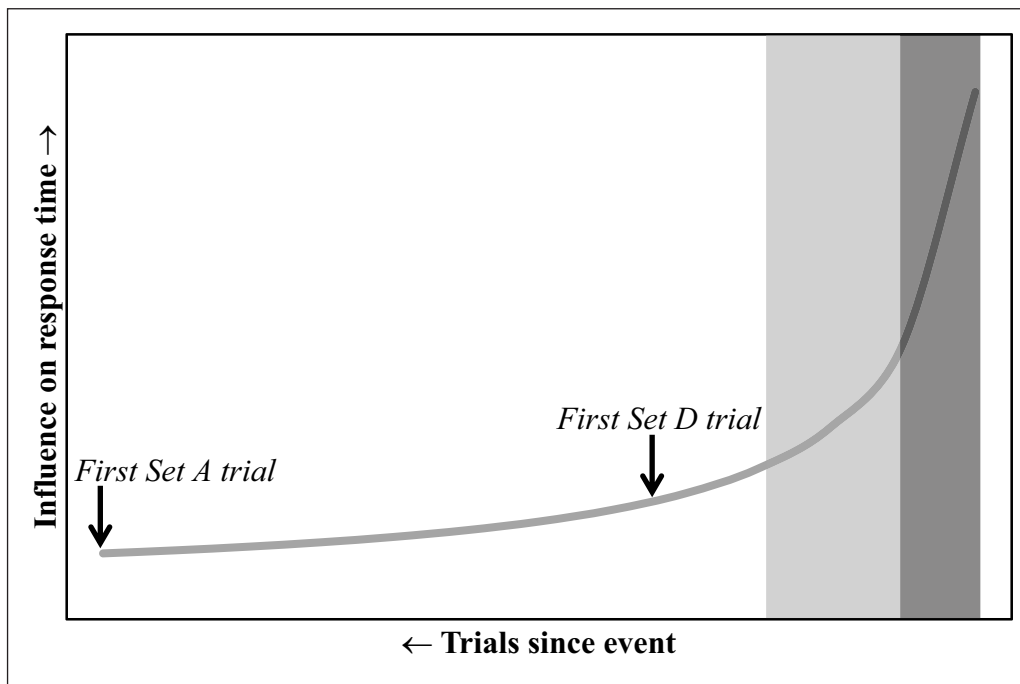 Influence on response time →
First Set D trial
First Set A trial
← Trials since event